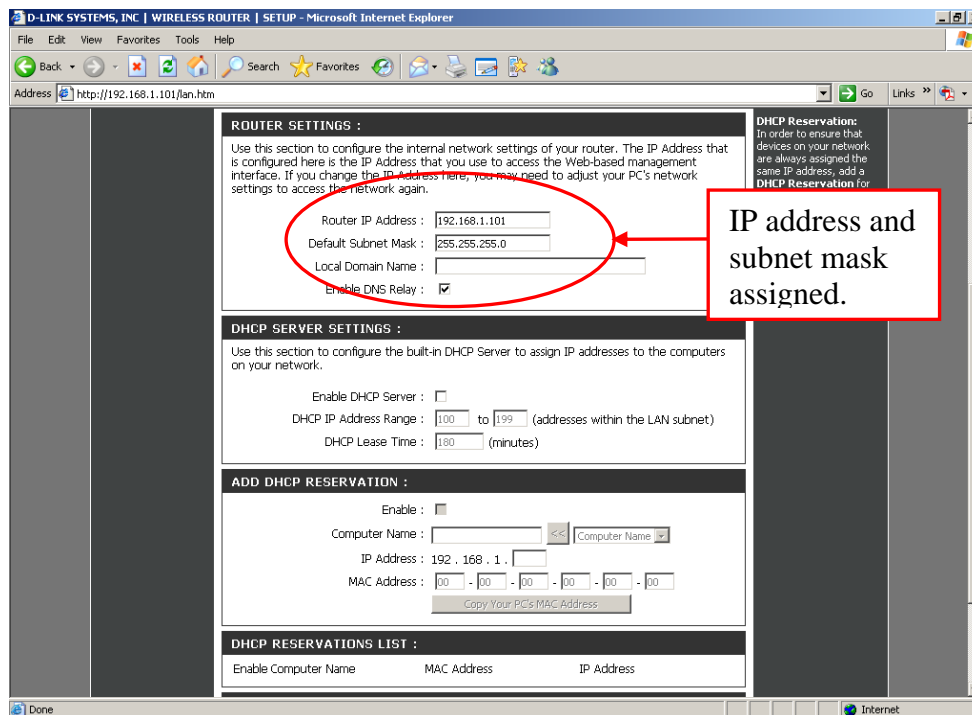 D-LINK SYSTEMS, INC | WIRELESS ROUTER | SETUP - Microsoft Internet Explorer
File Edit View Favorites Tools Help
Back Search Favorites
Address http://192.168.1.101/lan.htm Go Links »
ROUTER SETTINGS :
Use this section to configure the internal network settings of your router. The IP Address that
is configured here is the IP Address that you use to access the Web-based management
interface. If you change the IP Address here, you may need to adjust your PC's network
settings to access the network again.
Router IP Address : 192.168.1.101
Default Subnet Mask : 255.255.255.0
Local Domain Name :
Enable DNS Relay :
DHCP Reservation:
In order to ensure that
devices on your network
are always assigned the
same IP address, add a
DHCP Reservation for
IP address and
subnet mask
assigned.
DHCP SERVER SETTINGS :
Use this section to configure the built-in DHCP Server to assign IP addresses to the computers
on your network.
Enable DHCP Server :
DHCP IP Address Range : 100 to 199 (addresses within the LAN subnet)
DHCP Lease Time : 180 (minutes)
ADD DHCP RESERVATION :
Enable :
Computer Name : << Computer Name
IP Address : 192 . 168 . 1 .
MAC Address : 00 - 00 - 00 - 00 - 00 - 00
Copy Your PC's MAC Address
DHCP RESERVATIONS LIST :
Enable Computer Name MAC Address IP Address
Done Internet